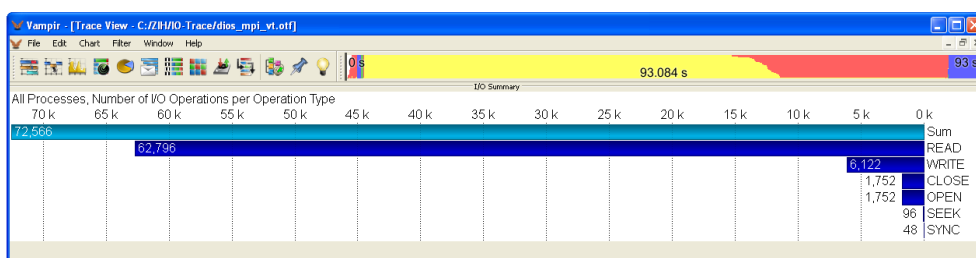 Vampir - [Trace View - C:/ZIH/IO-Trace/dios_mpi_vt.otf]
File Edit Chart Filter Window Help
0 s 93.084 s 93 s
I/O Summary
All Processes, Number of I/O Operations per Operation Type
70 k 65 k 60 k 55 k 50 k 45 k 40 k 35 k 30 k 25 k 20 k 15 k 10 k 5 k 0 k
72,566 Sum
62,796 READ
6,122 WRITE
1,752 CLOSE
1,752 OPEN
96 SEEK
48 SYNC